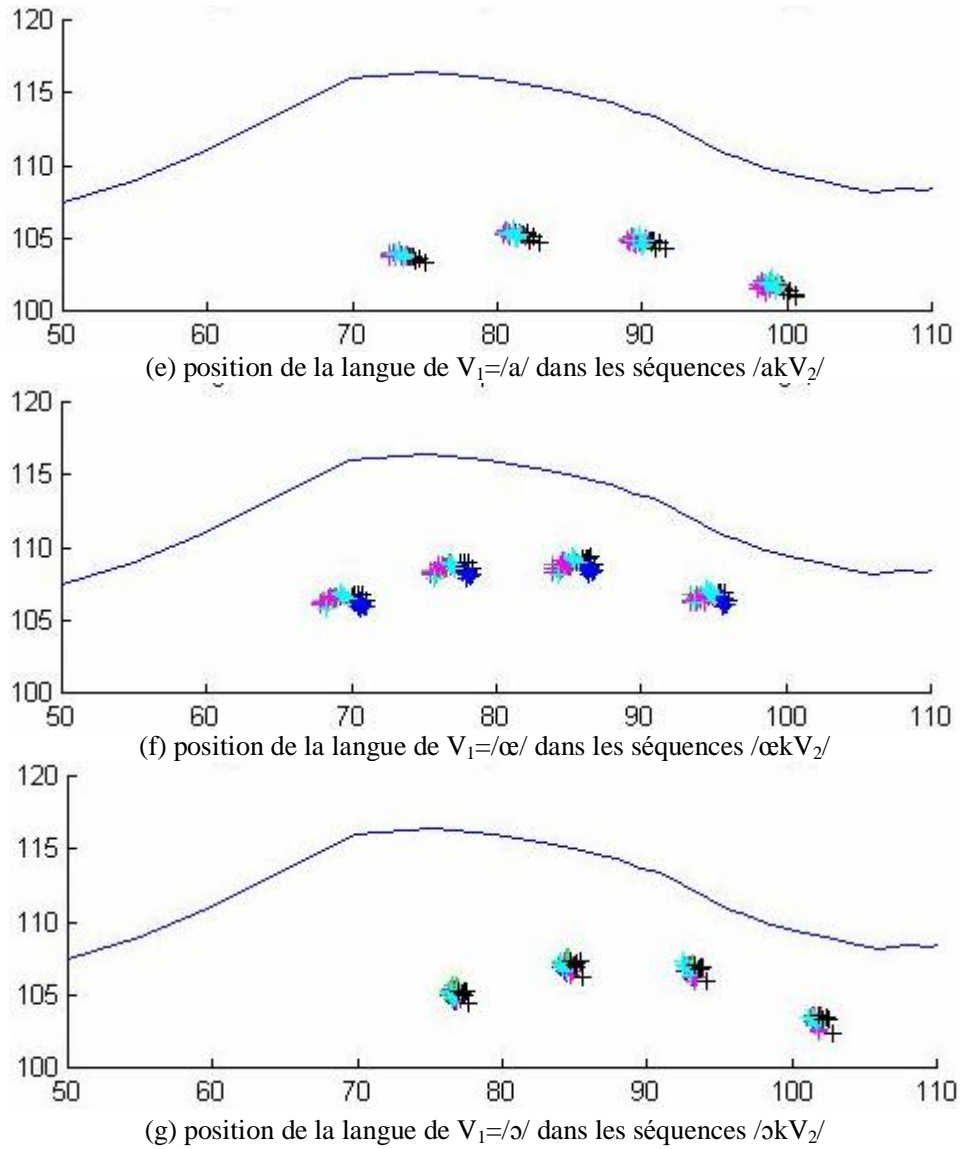 120
115
110
105
100
50 60 70 80 90 100 110
(e) position de la langue de V₁=/a/ dans les séquences /akV₂/
120
115
110
105
100
50 60 70 80 90 100 110
(f) position de la langue de V₁=/œ/ dans les séquences /œkV₂/
120
115
110
105
100
50 60 70 80 90 100 110
(g) position de la langue de V₁=/ɔ/ dans les séquences /ɔkV₂/